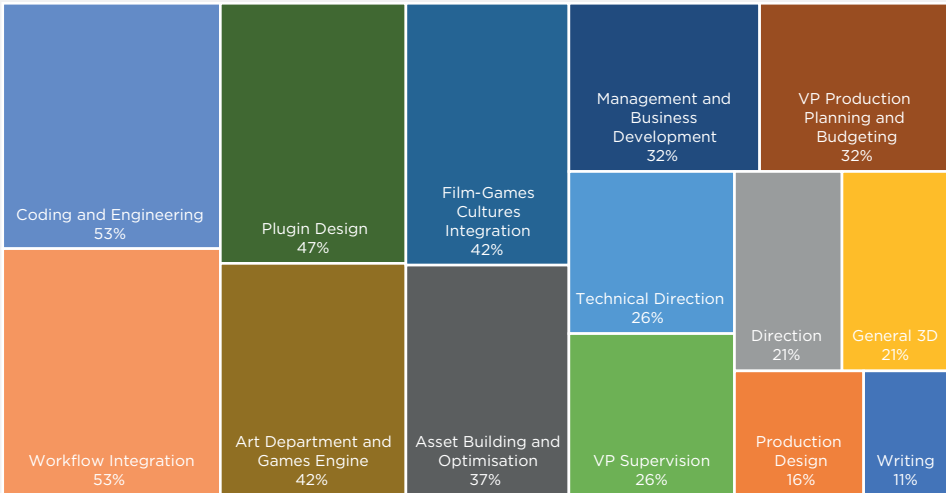 Coding and Engineering
53%
Workflow Integration
53%
Plugin Design
47%
Art Department and
Games Engine
42%
Film-Games
Cultures
Integration
42%
Asset Building and
Optimisation
37%
Management and
Business
Development
32%
VP Production
Planning and
Budgeting
32%
Technical Direction
26%
VP Supervision
26%
Direction
21%
General 3D
21%
Production
Design
16%
Writing
11%